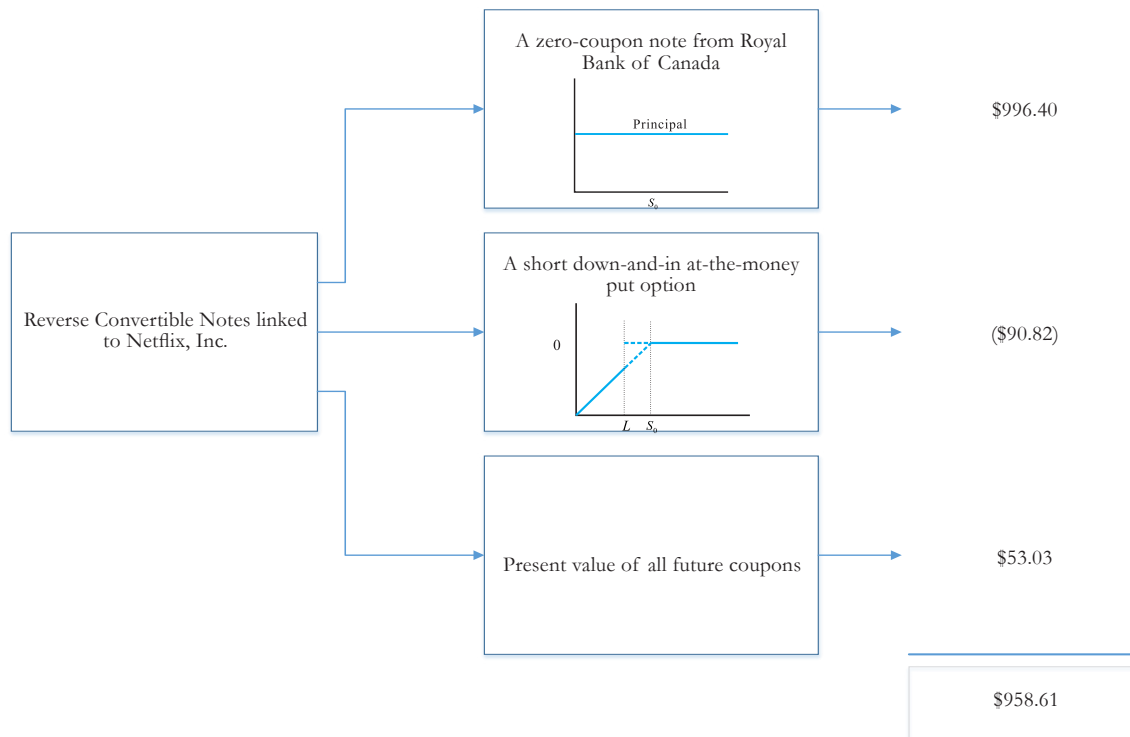 A zero-coupon note from Royal
Bank of Canada
Principal
S₀
$996.40
Reverse Convertible Notes linked
to Netflix, Inc.
A short down-and-in at-the-money
put option
0
L S₀
($90.82)
Present value of all future coupons
$53.03
$958.61